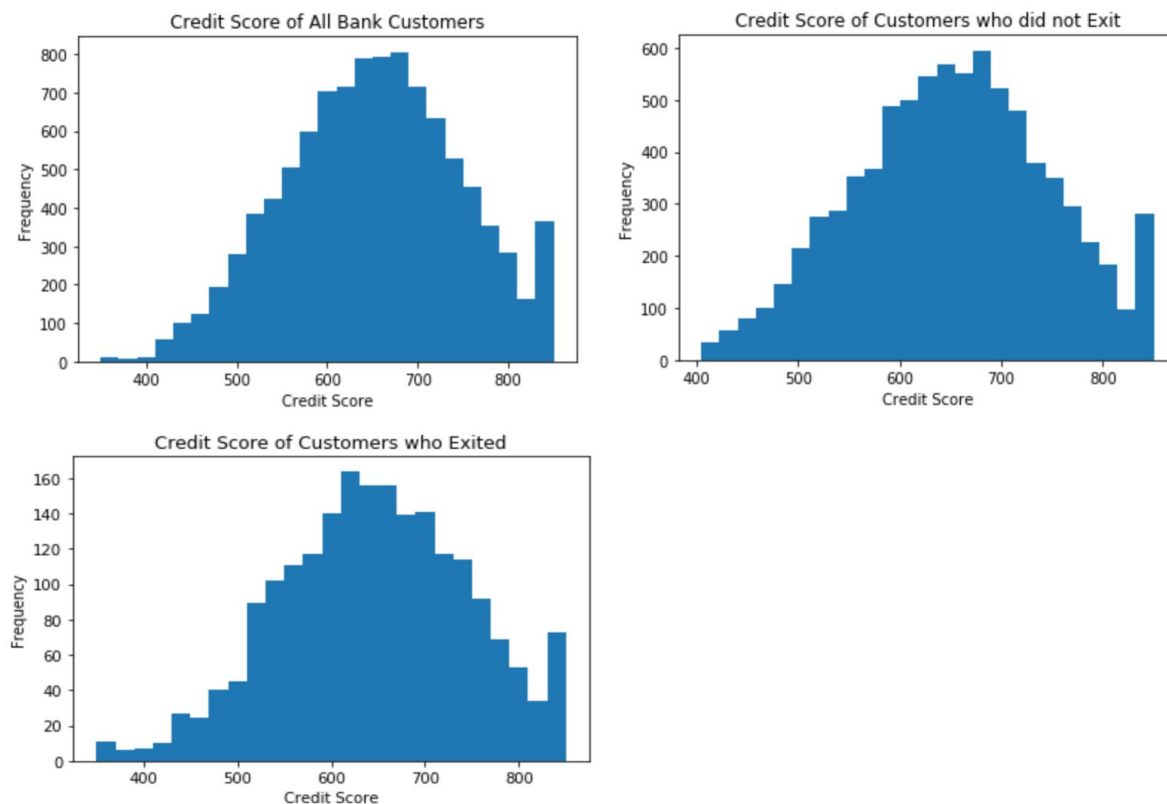 Credit Score of All Bank Customers
800
700
600
500
400
300
200
100
0
Frequency
400 500 600 700 800
Credit Score
Credit Score of Customers who did not Exit
600
500
400
300
200
100
0
Frequency
400 500 600 700 800
Credit Score
Credit Score of Customers who Exited
160
140
120
100
80
60
40
20
0
Frequency
400 500 600 700 800
Credit Score